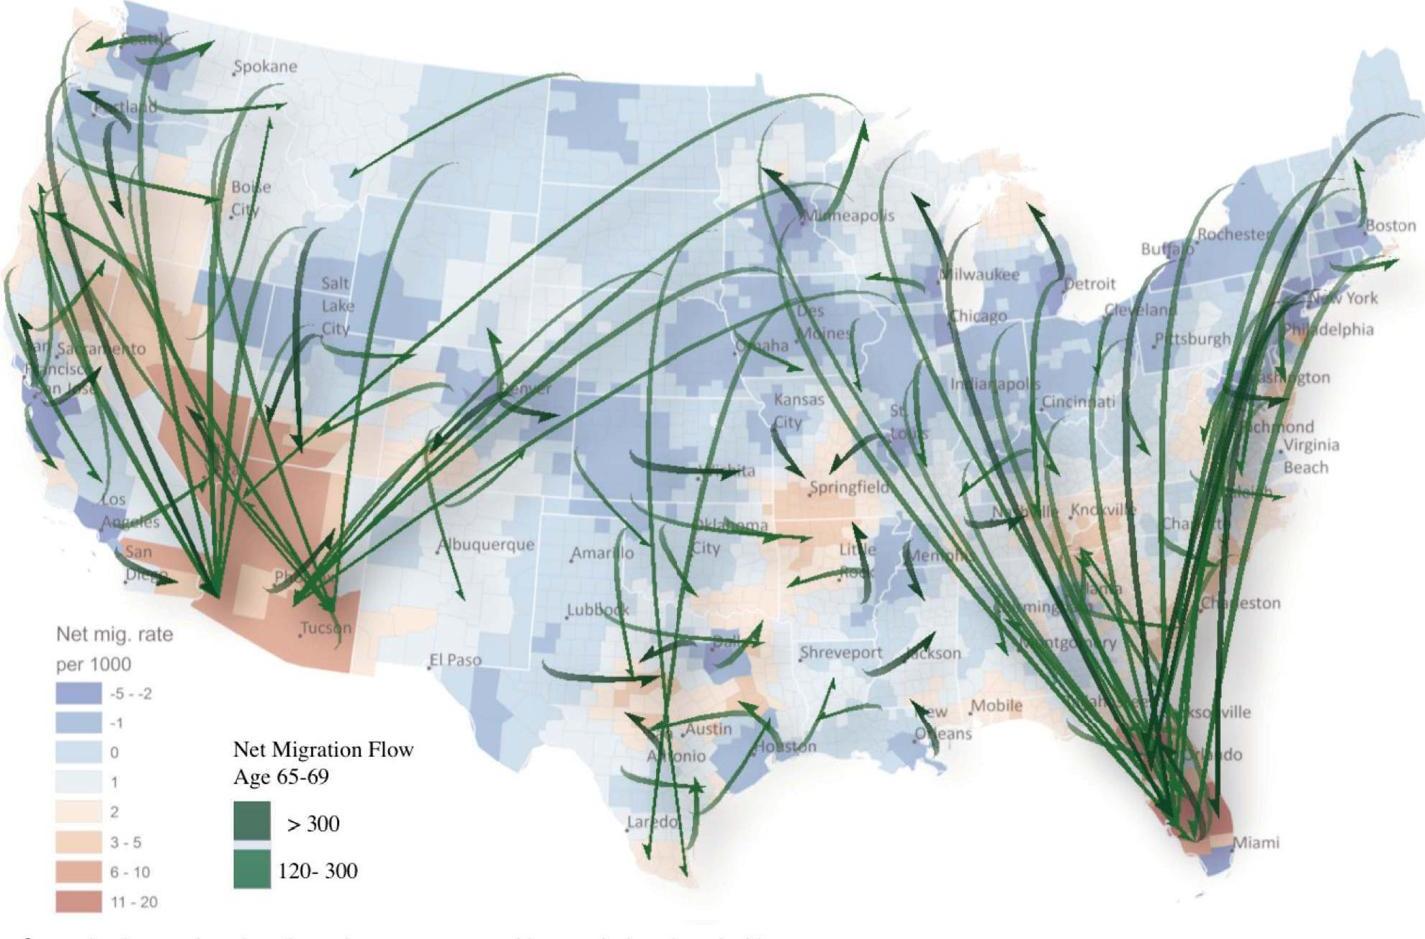 Seattle
Spokane
Portland
Boise
City
Minneapolis
Boston
Rochester
Buffalo
Milwaukee
Detroit
Salt
Lake
City
Des
Moines
Chicago
Cleveland
New York
Philadelphia
Pittsburgh
Omaha
San
Francisco
Sacramento
San Jose
Denver
Kansas
City
Indianapolis
Cincinnati
Washington
St.
Louis
Richmond
Virginia
Beach
Wichita
Springfield
Los
Angeles
Nashville
Knoxville
Raleigh
Charlotte
Oklahoma
City
San
Diego
Albuquerque
Amarillo
Little
Rock
Memphis
Phoenix
Atlanta
Birmingham
Charleston
Lubbock
Tucson
Dallas
Shreveport
Jackson
Montgomery
El Paso
Mobile
New
Orleans
Tallahassee
Jacksonville
Austin
San
Antonio
Houston
Orlando
Laredo
Miami
Net mig. rate
per 1000
-5 - -2
-1
0
1
2
3 - 5
6 - 10
11 - 20
Net Migration Flow
Age 65-69
> 300
120- 300